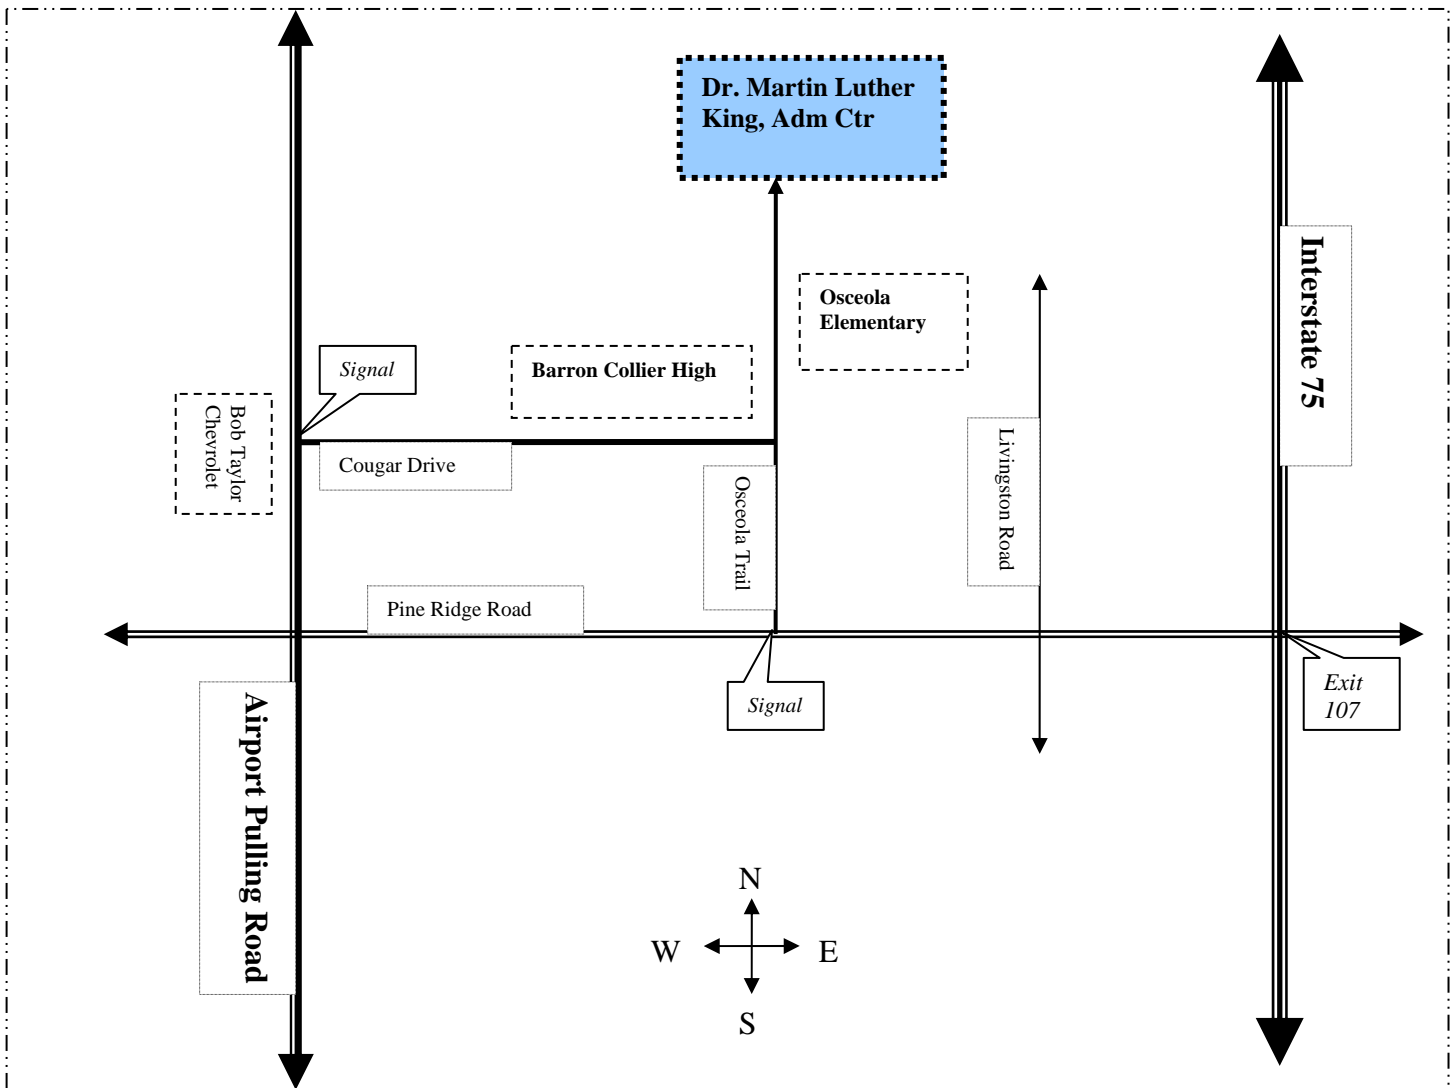 Dr. Martin Luther
King, Adm Ctr
Interstate 75
Osceola
Elementary
Signal
Barron Collier High
Bob Taylor
Chevrolet
Cougar Drive
Osceola Trail
Livingston Road
Pine Ridge Road
Signal
Exit
107
Airport Pulling Road
N
W
E
S